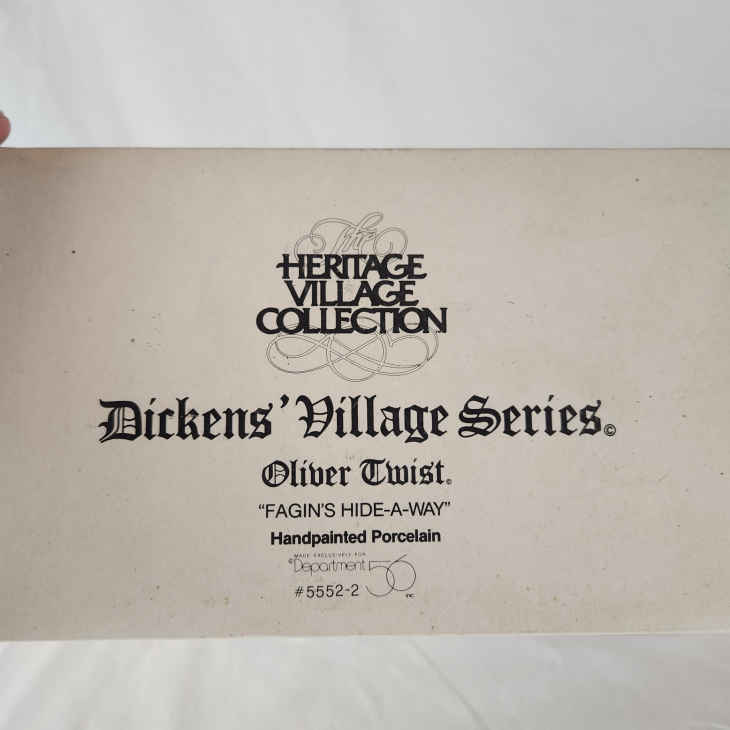 The
HERITAGE
VILLAGE
COLLECTION
Dickens' Village Series©
Oliver Twist©
"FAGIN'S HIDE-A-WAY"
Handpainted Porcelain
MADE EXCLUSIVELY FOR
©Department 56 INC
#5552-2